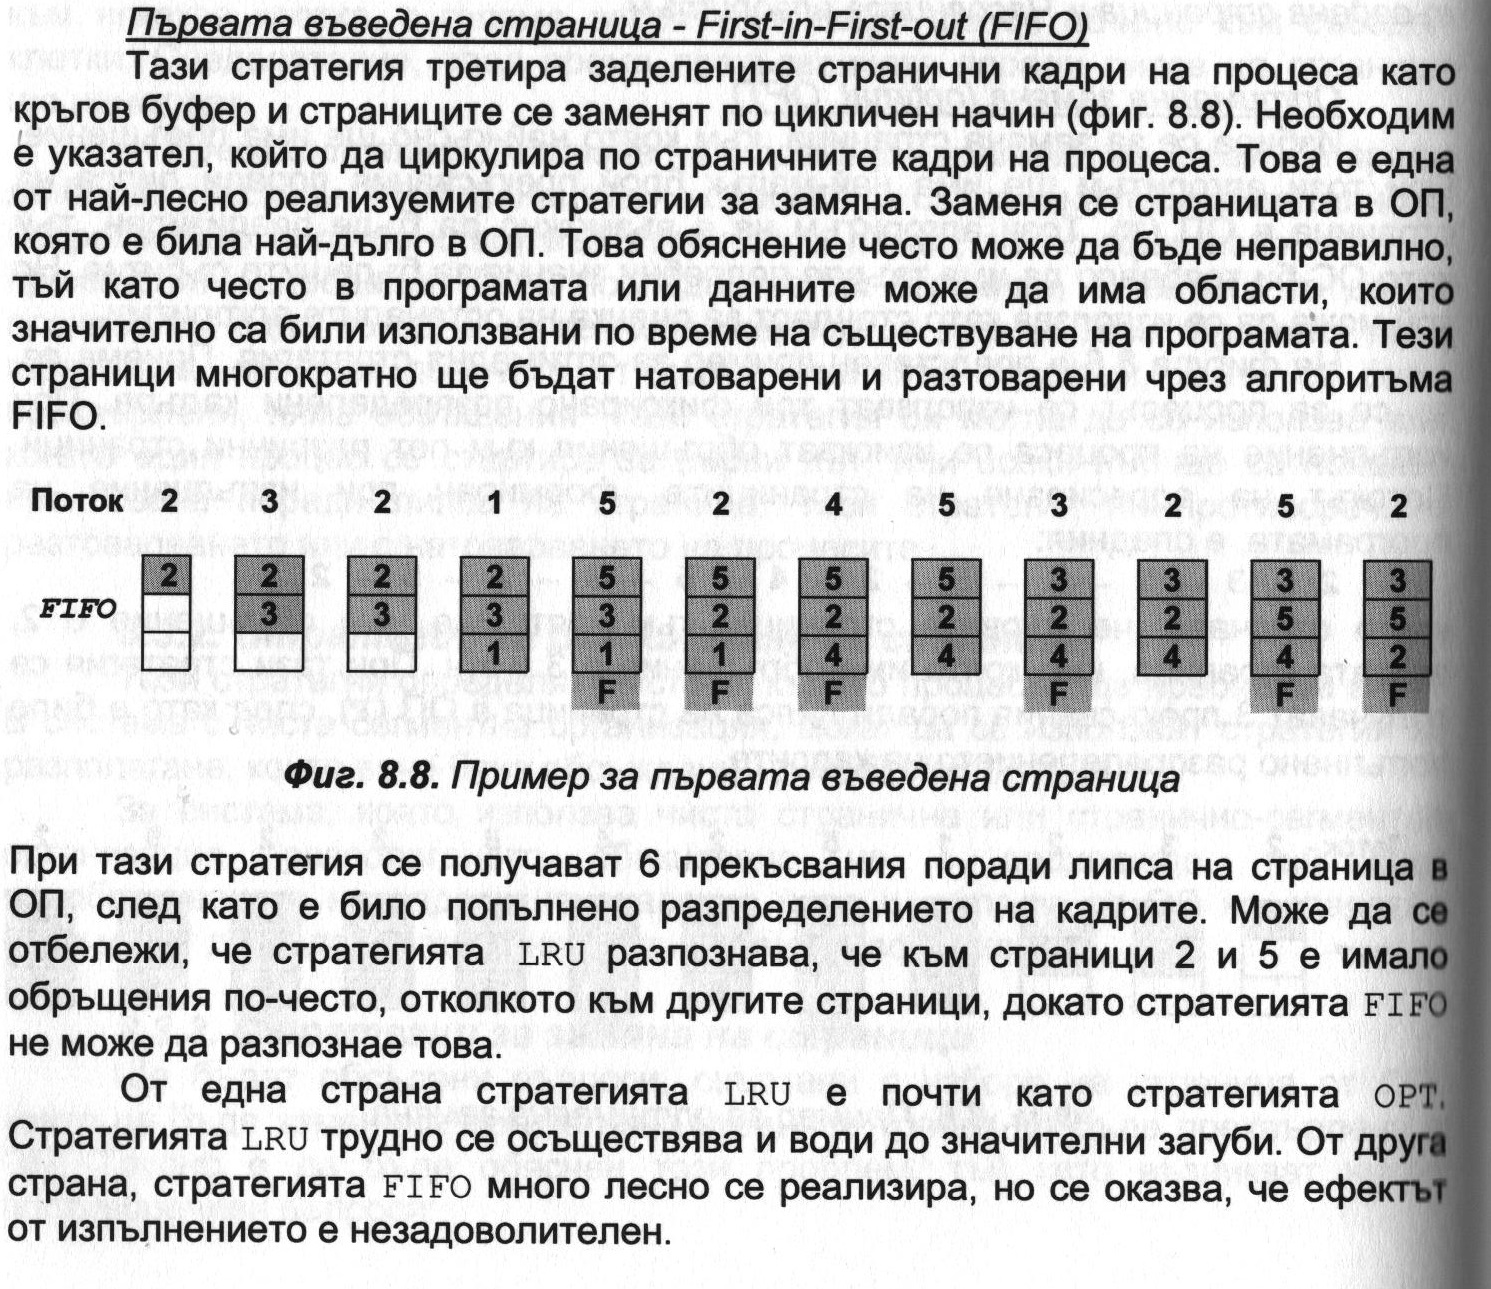 Първата въведена страница - First-in-First-out (FIFO)
Тази стратегия третира заделените странични кадри на процеса като
кръгов буфер и страниците се заменят по цикличен начин (фиг. 8.8). Необходим
е указател, който да циркулира по страничните кадри на процеса. Това е една
от най-лесно реализуемите стратегии за замяна. Заменя се страницата в ОП,
която е била най-дълго в ОП. Това обяснение често може да бъде неправилно,
тъй като често в програмата или данните може да има области, които
значително са били използвани по време на съществуване на програмата. Тези
страници многократно ще бъдат натоварени и разтоварени чрез алгоритъма
FIFO.
Поток 2 3 2 1 5 2 4 5 3 2 5 2
2 2 2 2 5 5 5 5 3 3 3 3
FIFO 3 3 3 3 2 2 2 2 2 5 5
1 1 1 4 4 4 4 4 2
F F F F F F
Фиг. 8.8. Пример за първата въведена страница
При тази стратегия се получават 6 прекъсвания поради липса на страница в
ОП, след като е било попълнено разпределението на кадрите. Може да се
отбележи, че стратегията LRU разпознава, че към страници 2 и 5 е имало
обръщения по-често, отколкото към другите страници, докато стратегията FIFO
не може да разпознае това.
От една страна стратегията LRU е почти като стратегията OPT.
Стратегията LRU трудно се осъществява и води до значителни загуби. От друга
страна, стратегията FIFO много лесно се реализира, но се оказва, че ефектът
от изпълнението е незадоволителен.